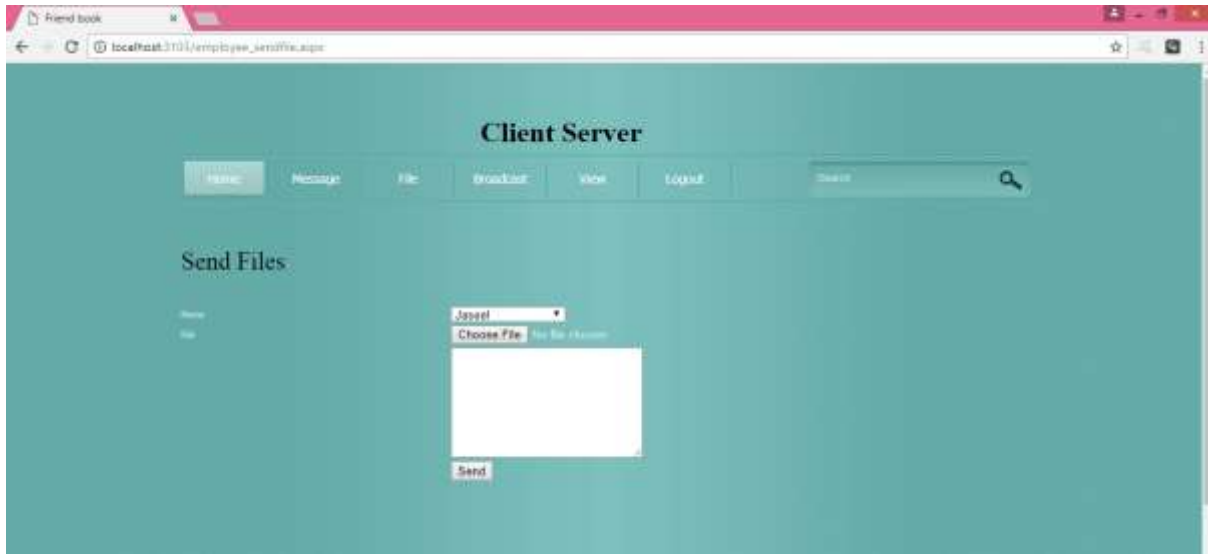 Friend book
localhost:3103/employee_sendfile.aspx
Client Server
Home Message File Broadcast View Logout Search
Send Files
Name Jaseel
File Choose File No file chosen
Send